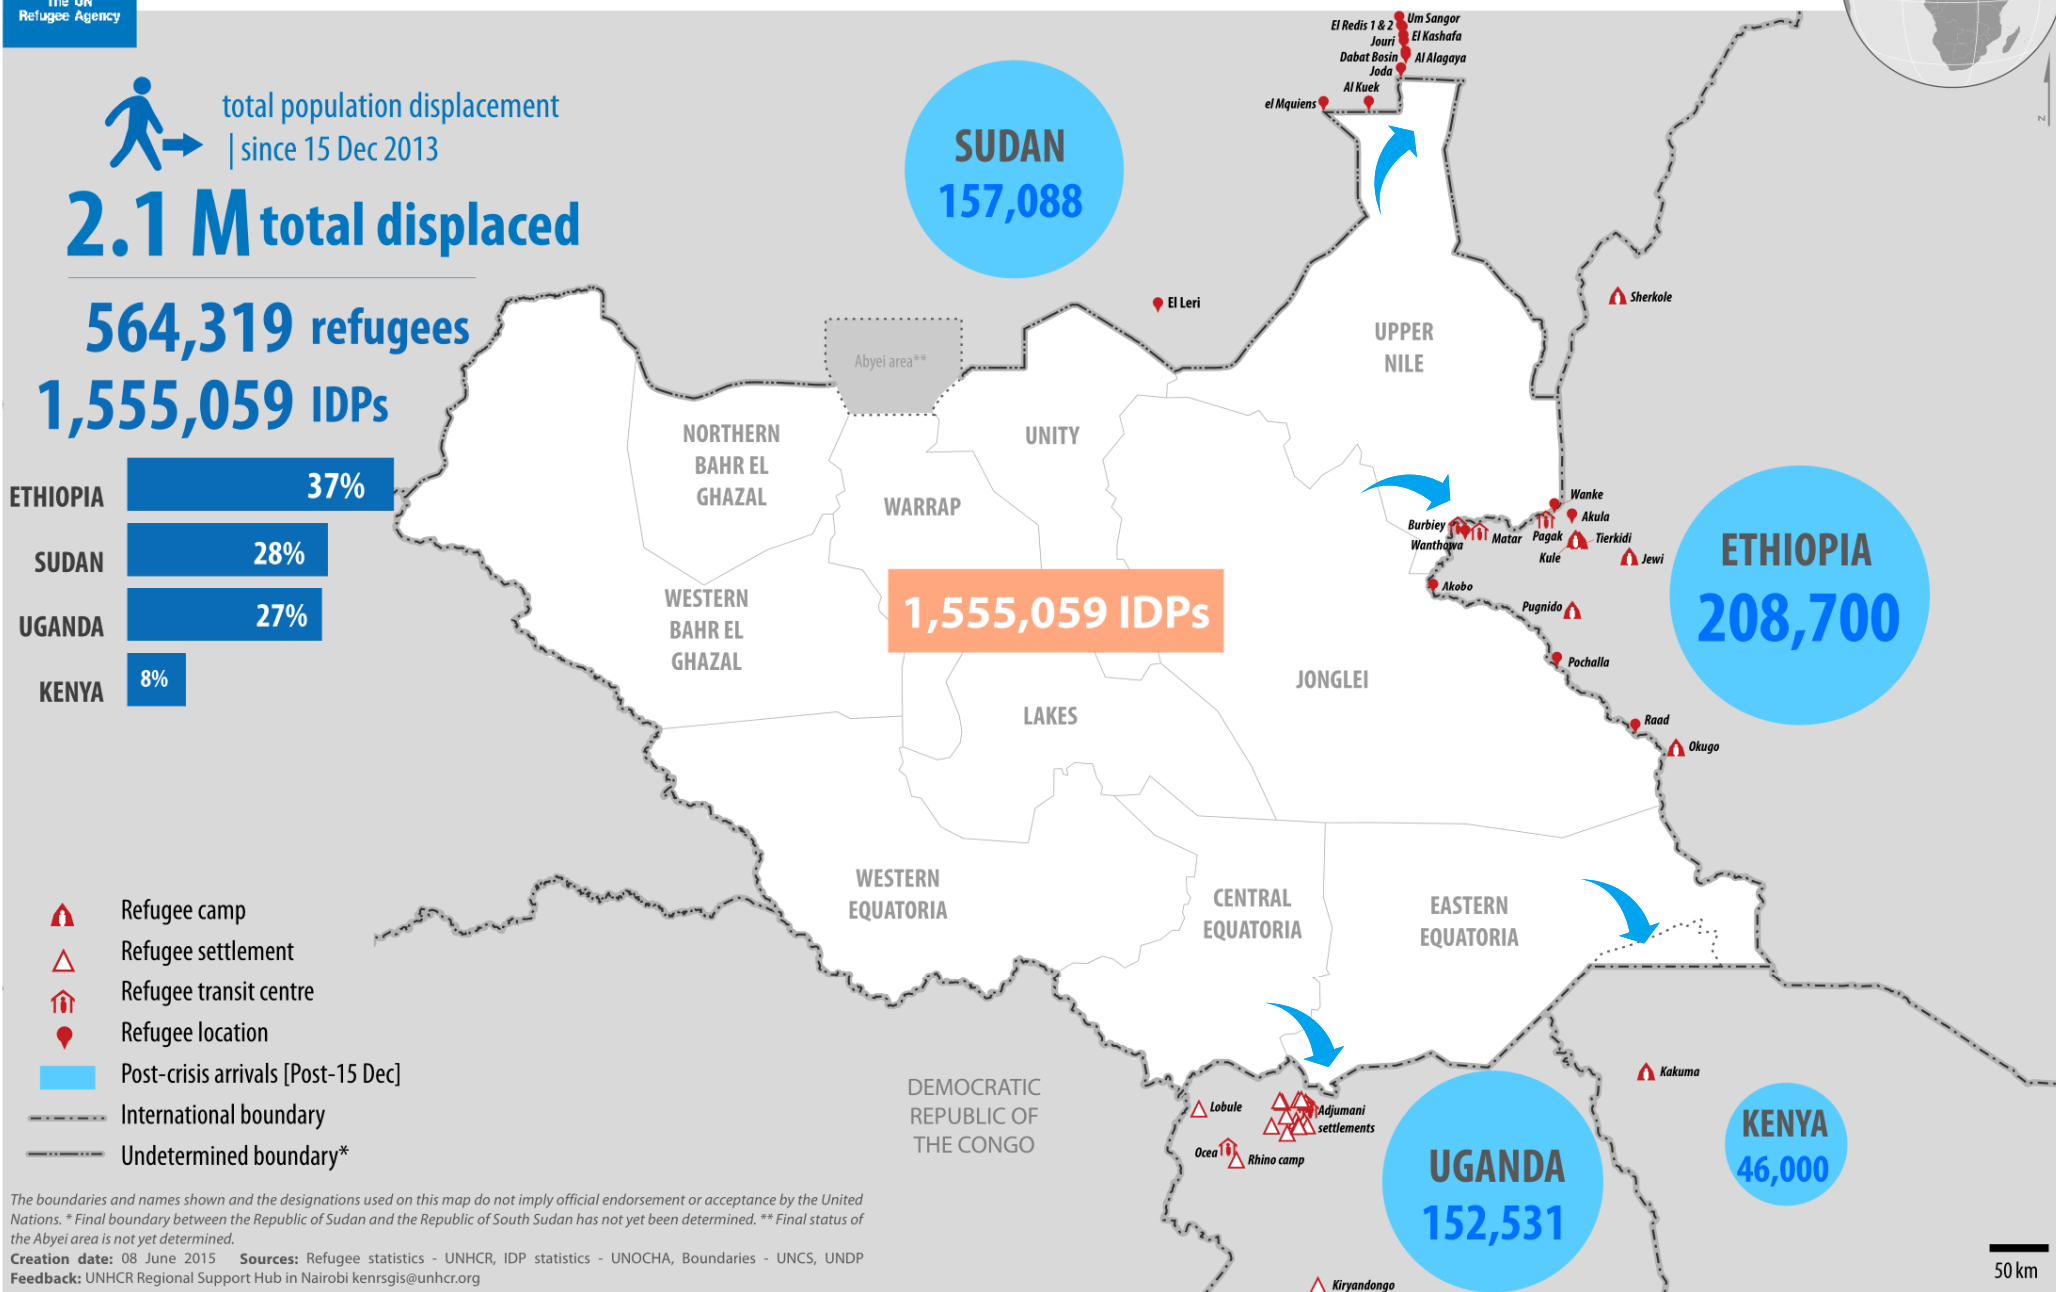 The UN
Refugee Agency
total population displacement
| since 15 Dec 2013
2.1 M total displaced
564,319 refugees
1,555,059 IDPs
ETHIOPIA 37%
SUDAN 28%
UGANDA 27%
KENYA 8%
SUDAN
157,088
Um Sangor
El Redis 1 & 2
El Kashafa
Jouri
Dabat Bosin
Al Alagaya
Joda
Al Kuek
el Mquiens
El Leri
Sherkole
Abyei area**
UPPER
NILE
NORTHERN
BAHR EL
GHAZAL
UNITY
WARRAP
Wanke
Akula
Burbiey
Wanthowa
Matar
Pagak
Tierkidi
Kule
Jewi
Akobo
Pugnido
Pochalla
Raad
Okugo
ETHIOPIA
208,700
WESTERN
BAHR EL
GHAZAL
1,555,059 IDPs
JONGLEI
LAKES
WESTERN
EQUATORIA
CENTRAL
EQUATORIA
EASTERN
EQUATORIA
DEMOCRATIC
REPUBLIC OF
THE CONGO
Lobule
Adjumani
settlements
Ocea
Rhino camp
Kiryandongo
UGANDA
152,531
Kakuma
KENYA
46,000
Refugee camp
Refugee settlement
Refugee transit centre
Refugee location
Post-crisis arrivals [Post-15 Dec]
International boundary
Undetermined boundary*
The boundaries and names shown and the designations used on this map do not imply official endorsement or acceptance by the United
Nations. * Final boundary between the Republic of Sudan and the Republic of South Sudan has not yet been determined. ** Final status of
the Abyei area is not yet determined.
Creation date: 08 June 2015 Sources: Refugee statistics - UNHCR, IDP statistics - UNOCHA, Boundaries - UNCS, UNDP
Feedback: UNHCR Regional Support Hub in Nairobi kenrsgis@unhcr.org
N
50 km